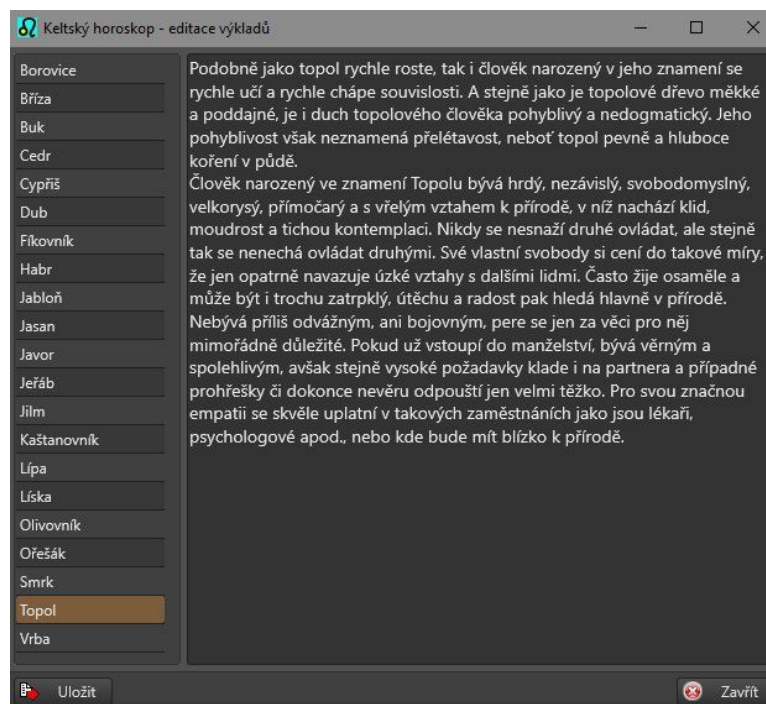 Keltský horoskop - editace výkladů
Borovice
Bříza
Buk
Cedr
Cypřiš
Dub
Fíkovník
Habr
Jabloň
Jasan
Javor
Jeřáb
Jilm
Kaštanovník
Lípa
Líska
Olivovník
Ořešák
Smrk
Topol
Vrba
Podobně jako topol rychle roste, tak i člověk narozený v jeho znamení se
rychle učí a rychle chápe souvislosti. A stejně jako je topolové dřevo měkké
a poddajné, je i duch topolového člověka pohyblivý a nedogmatický. Jeho
pohyblivost však neznamená přelétavost, neboť topol pevně a hluboce
koření v půdě.
Člověk narozený ve znamení Topolu bývá hrdý, nezávislý, svobodomyslný,
velkorysý, přímočarý a s vřelým vztahem k přírodě, v níž nachází klid,
moudrost a tichou kontemplaci. Nikdy se nesnaží druhé ovládat, ale stejně
tak se nenechá ovládat druhými. Své vlastní svobody si cení do takové míry,
že jen opatrně navazuje úzké vztahy s dalšími lidmi. Často žije osaměle a
může být i trochu zatrpklý, útěchu a radost pak hledá hlavně v přírodě.
Nebývá příliš odvážným, ani bojovným, pere se jen za věci pro něj
mimořádně důležité. Pokud už vstoupí do manželství, bývá věrným a
spolehlivým, avšak stejně vysoké požadavky klade i na partnera a případné
prohřešky či dokonce nevěru odpouští jen velmi těžko. Pro svou značnou
empatii se skvěle uplatní v takových zaměstnáních jako jsou lékaři,
psychologové apod., nebo kde bude mít blízko k přírodě.
Uložit
Zavřít